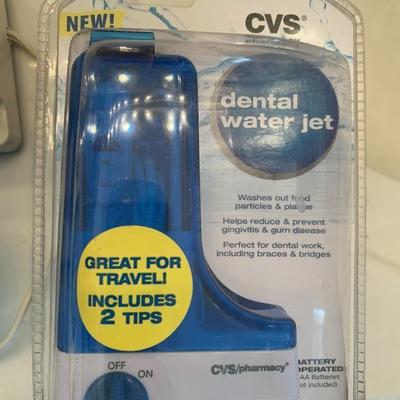 NEW!
CVS®
pharmacy
dental
water jet
Washes out food
particles & plaque
Helps reduce & prevent
gingivitis & gum disease
Perfect for dental work,
including braces & bridges
GREAT FOR
TRAVEL!
INCLUDES
2 TIPS
CVS/pharmacy®
OFF
ON
BATTERY
OPERATED
AA Batteries
not included)